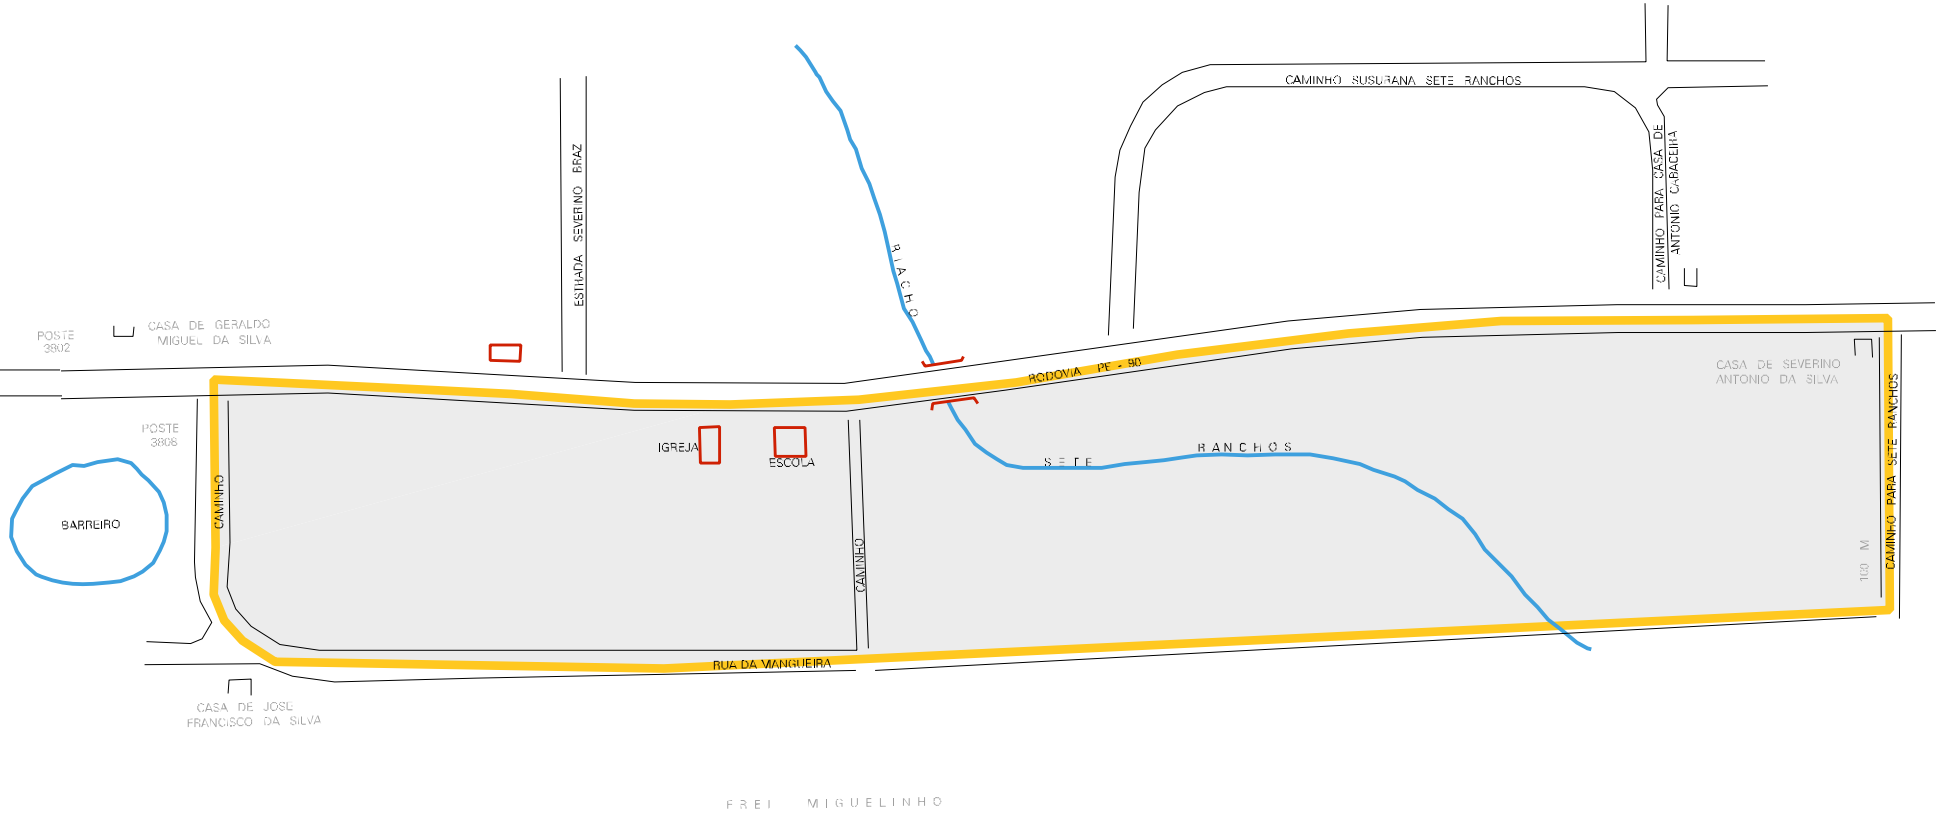 CAMINHO SUSURANA SETE RANCHOS
CAMINHO PARA CASA DE
ANTONIO CABACEIRA
ESTRADA SEVERINO BRAZ
RIACHO
POSTE
3802
CASA DE GERALDO
MIGUEL DA SILVA
RODOVIA PE - 90
CASA DE SEVERINO
ANTONIO DA SILVA
CAMINHO PARA SETE RANCHOS
POSTE
3806
IGREJA
ESCOLA
SETE RANCHOS
CAMINHO
BARREIRO
CAMINHO
100 M
RUA DA MANGUEIRA
CASA DE JOSE
FRANCISCO DA SILVA
FREI MIGUELINHO